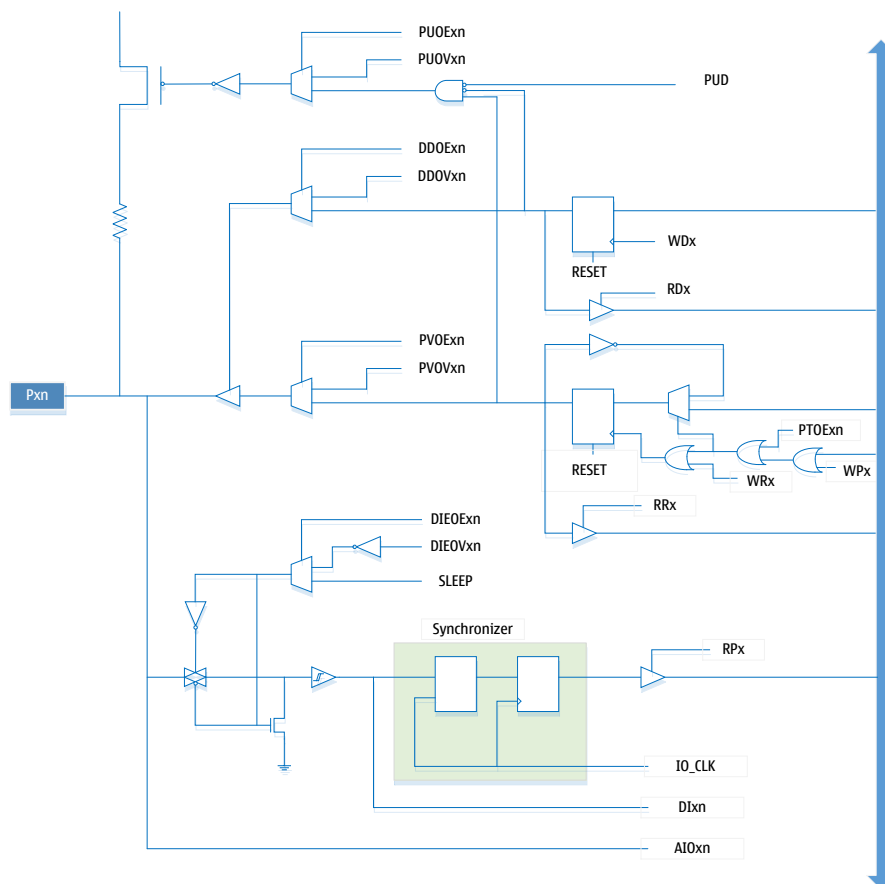 PUOExn
PUOVxn
PUD
DDOExn
DDOVxn
WDx
RESET
RDx
PVOExn
PVOVxn
Pxn
PTOExn
RESET
WRx
WPx
RRx
DIEOExn
DIEOVxn
SLEEP
Synchronizer
RPx
IO_CLK
DIxn
AIOxn